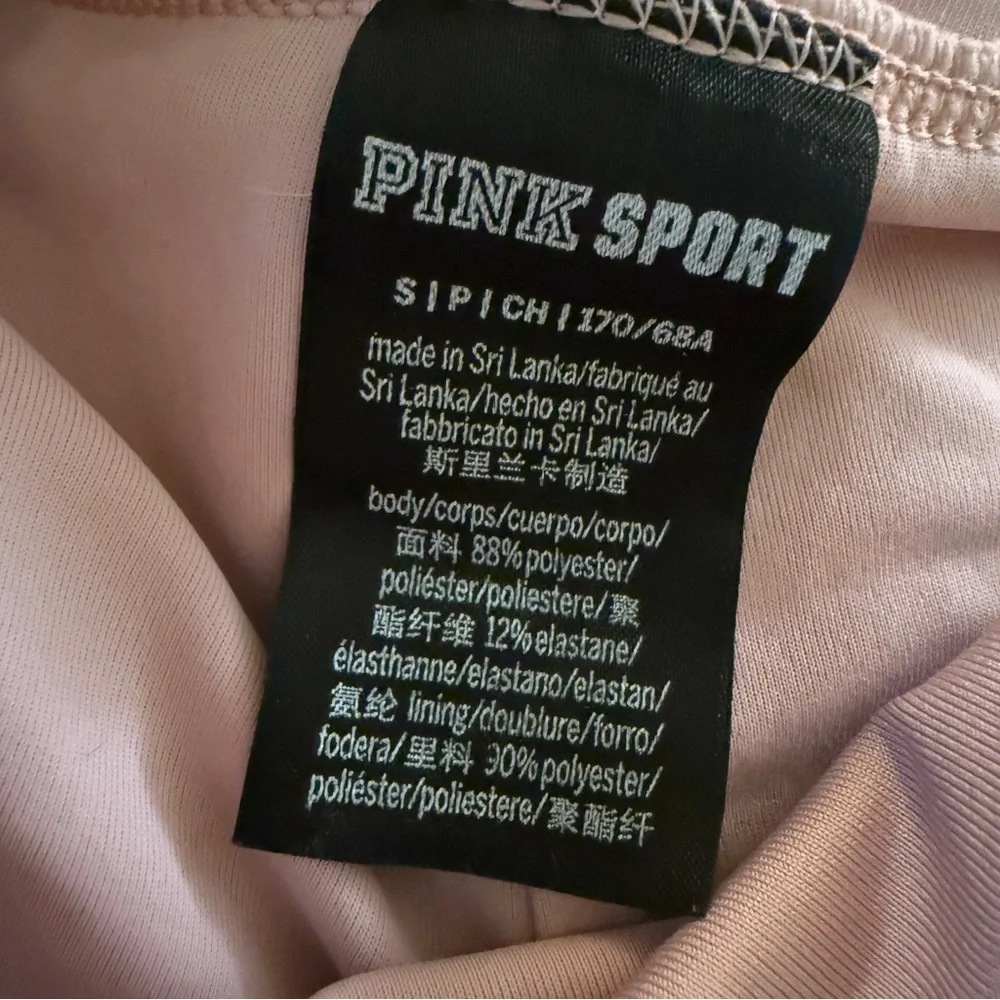 PINK SPORT
S | P | CH | 170/68A
made in Sri Lanka/fabriqué au
Sri Lanka/hecho en Sri Lanka/
fabbricato in Sri Lanka/
斯里兰卡制造
body/corps/cuerpo/corpo/
面料 88% polyester/
poliéster/poliestere/聚
酯纤维 12% elastane/
élasthanne/elastano/elastan/
氨纶 lining/doublure/forro/
fodera/里料 90% polyester/
poliéster/poliestere/聚酯纤